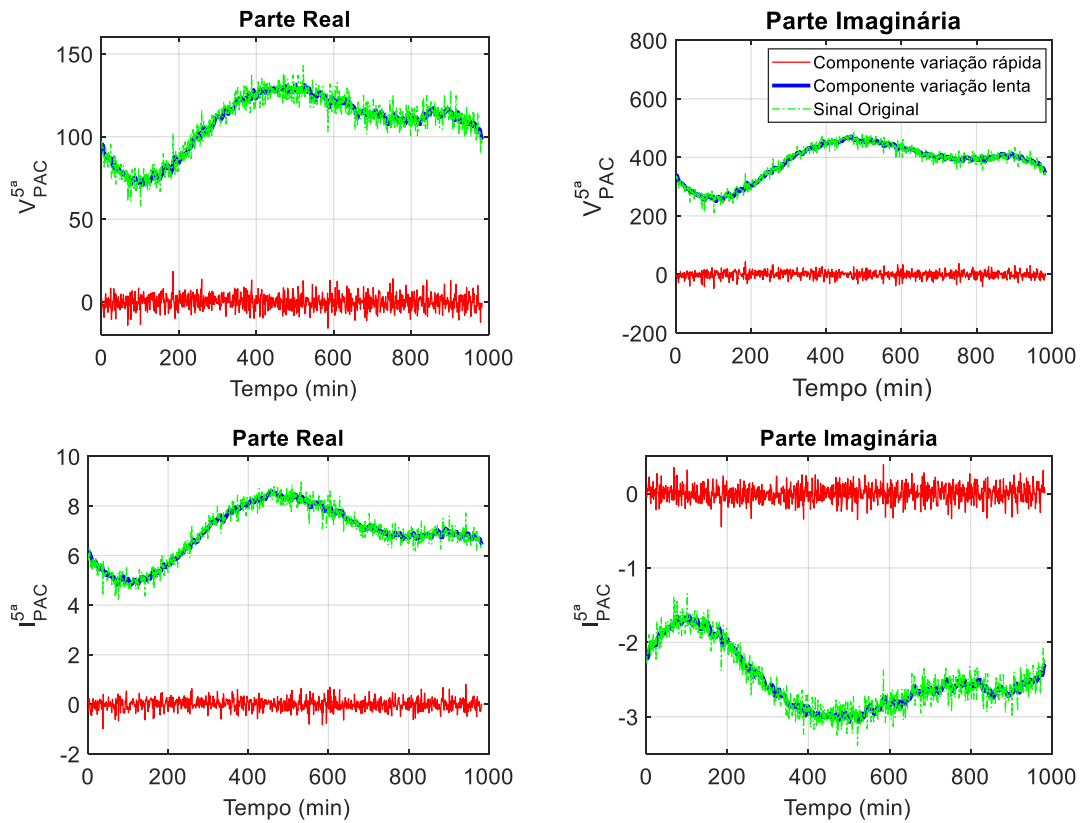 Parte Real
150
100
50
0
V5ª PAC
0 200 400 600 800 1000
Tempo (min)
Parte Imaginária
800
600
400
200
0
-200
V5ª PAC
Componente variação rápida
Componente variação lenta
Sinal Original
0 200 400 600 800 1000
Tempo (min)
Parte Real
10
8
6
4
2
0
-2
I5ª PAC
0 200 400 600 800 1000
Tempo (min)
Parte Imaginária
0
-1
-2
-3
I5ª PAC
0 200 400 600 800 1000
Tempo (min)